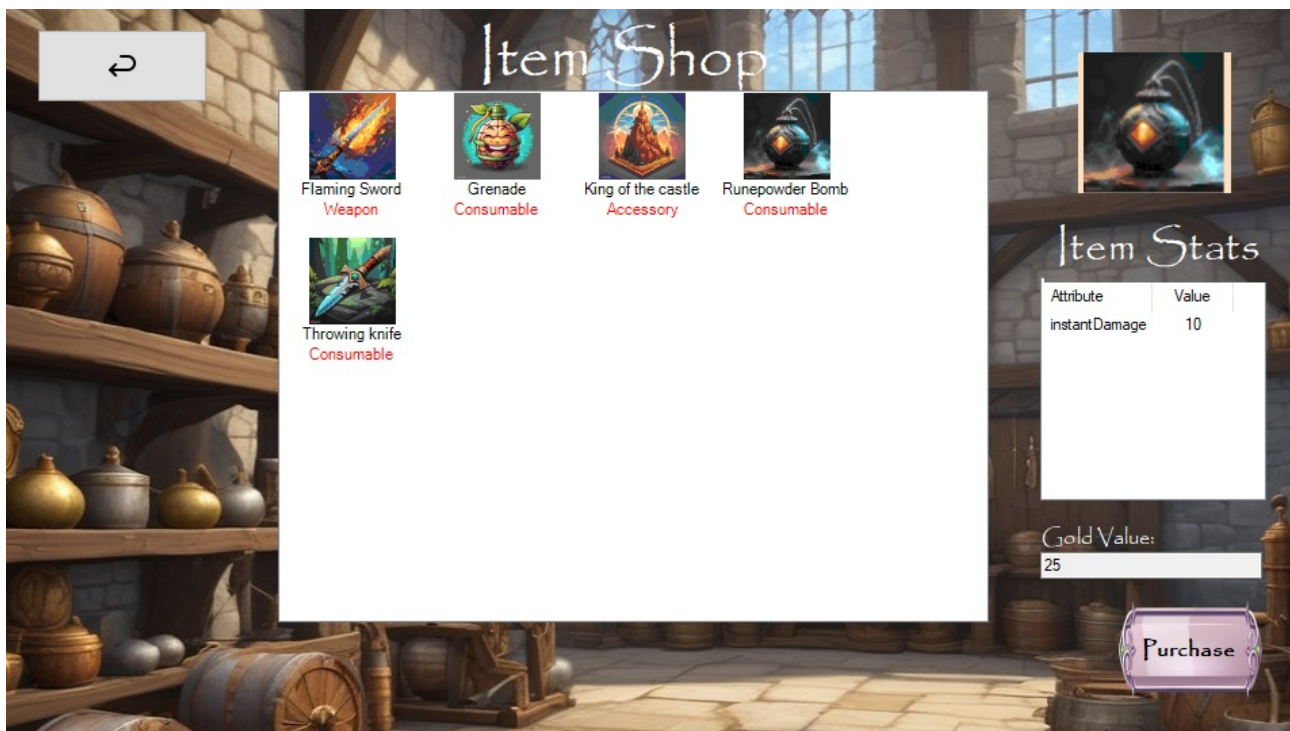 Item Shop
Flaming Sword
Weapon
Grenade
Consumable
King of the castle
Accessory
Runepowder Bomb
Consumable
Throwing knife
Consumable
Item Stats
Attribute Value
instantDamage 10
Gold Value:
25
Purchase